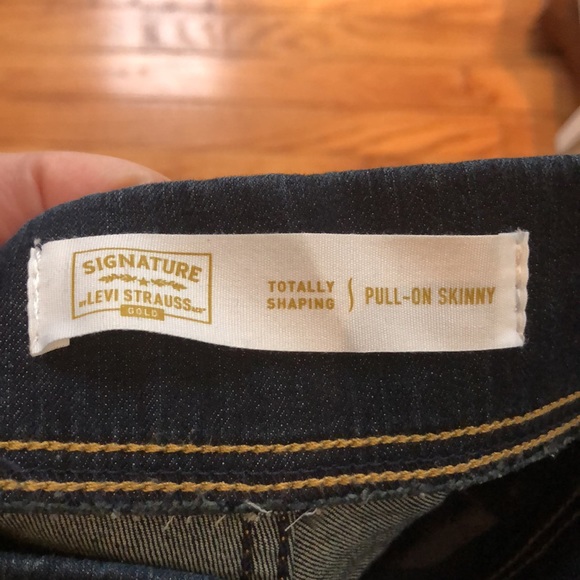 SIGNATURE
BY LEVI STRAUSS & CO.
GOLD
TOTALLY
SHAPING
PULL-ON SKINNY